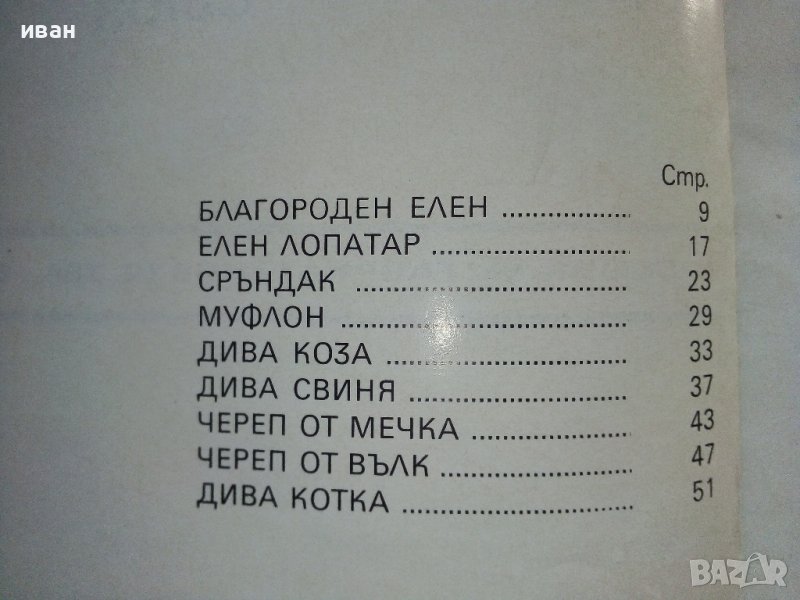 иван
Стр.
БЛАГОРОДЕН ЕЛЕН ................... 9
ЕЛЕН ЛОПАТАР ............................. 17
СРЪНДАК ....................................... 23
МУФЛОН ......................................... 29
ДИВА КОЗА ................................... 33
ДИВА СВИНЯ ................................. 37
ЧЕРЕП ОТ МЕЧКА ....................... 43
ЧЕРЕП ОТ ВЪЛК ........................... 47
ДИВА КОТКА ................................. 51
BAZAR